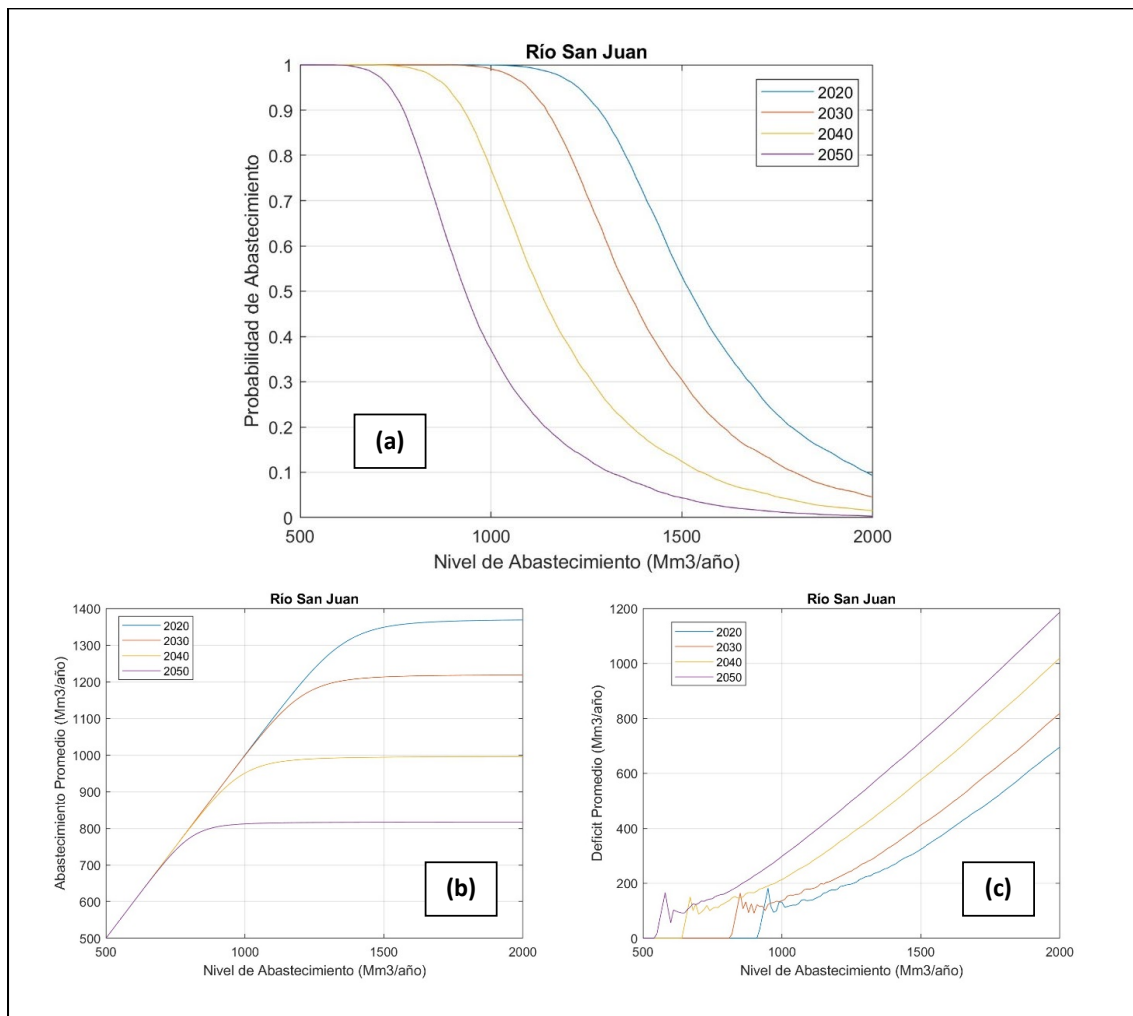 Río San Juan
1
0.9
0.8
0.7
0.6
0.5
0.4
0.3
0.2
0.1
0
Probabilidad de Abastecimiento
2020
2030
2040
2050
(a)
500 1000 1500 2000
Nivel de Abastecimiento (Mm3/año)
Río San Juan
1400
1300
1200
1100
1000
900
800
700
600
500
Abastecimiento Promedio (Mm3/año)
2020
2030
2040
2050
(b)
500 1000 1500 2000
Nivel de Abastecimiento (Mm3/año)
Río San Juan
1200
1000
800
600
400
200
0
Deficit Promedio (Mm3/año)
2020
2030
2040
2050
(c)
500 1000 1500 2000
Nivel de Abastecimiento (Mm3/año)